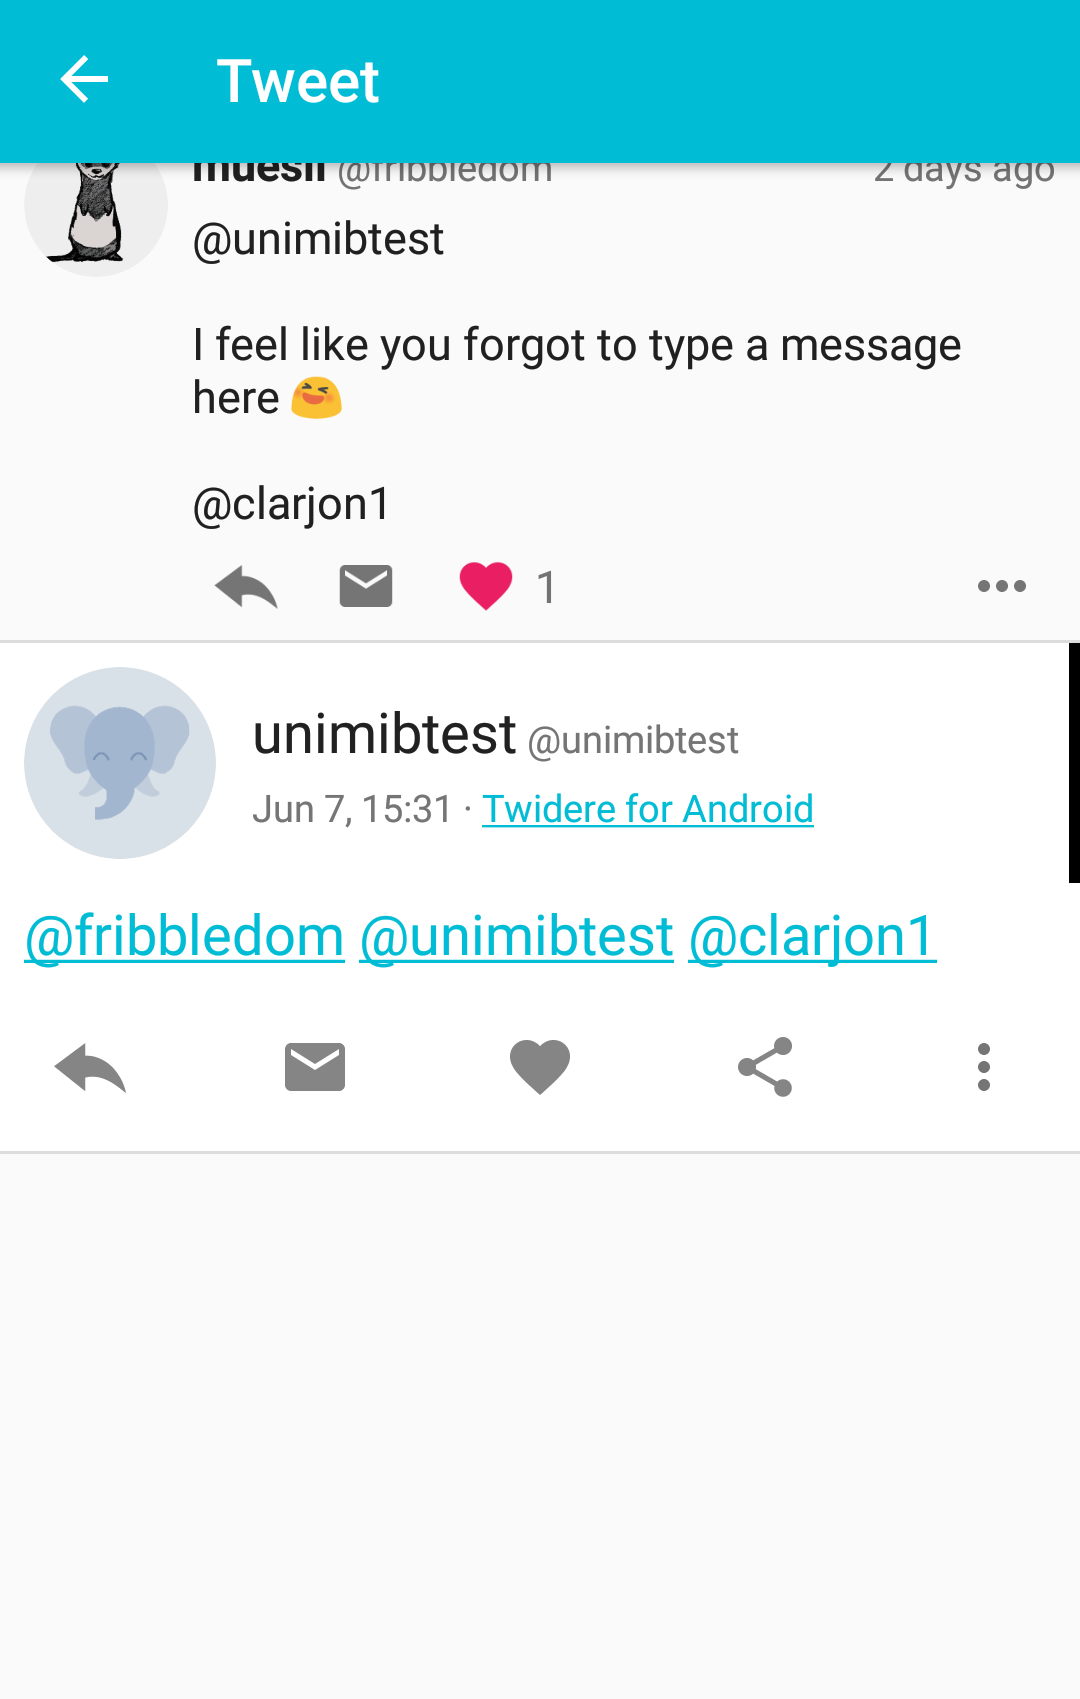 Tweet
muesli @fribbledom 2 days ago
@unimibtest
I feel like you forgot to type a message
here 😆
@clarjon1
1
unimibtest @unimibtest
Jun 7, 15:31 · Twidere for Android
@fribbledom @unimibtest @clarjon1